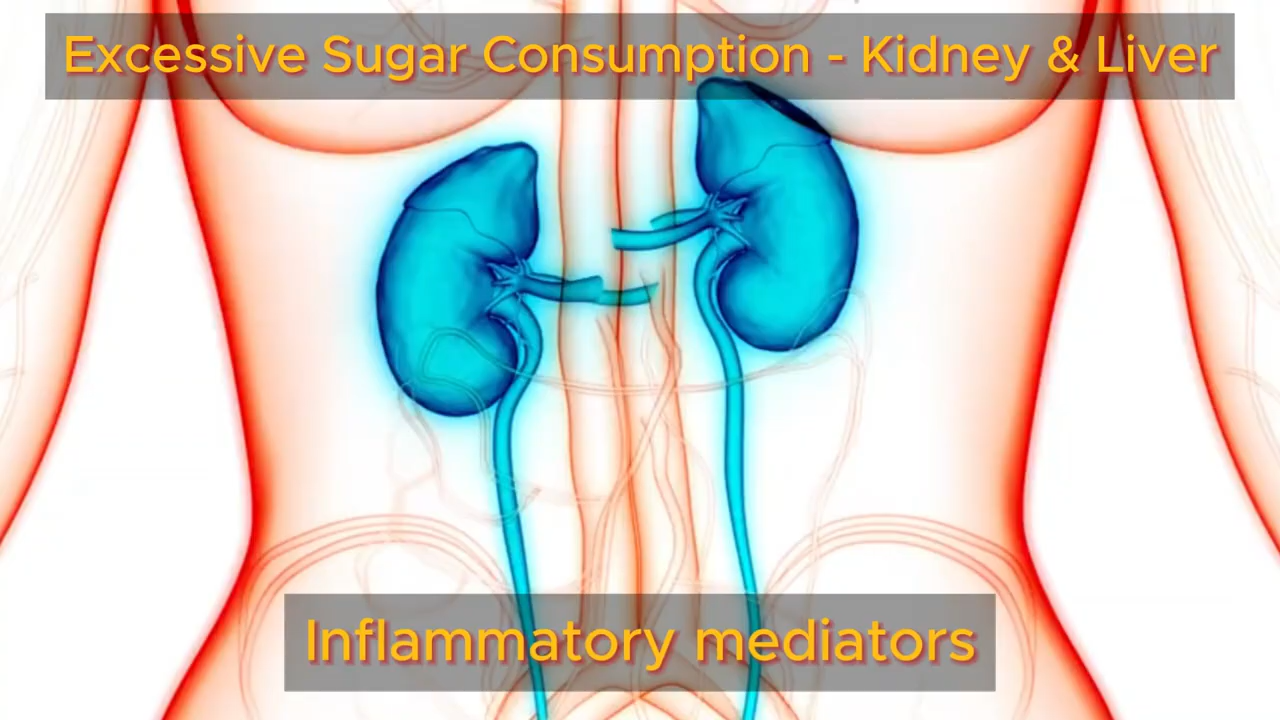 Excessive Sugar Consumption - Kidney & Liver
Inflammatory mediators